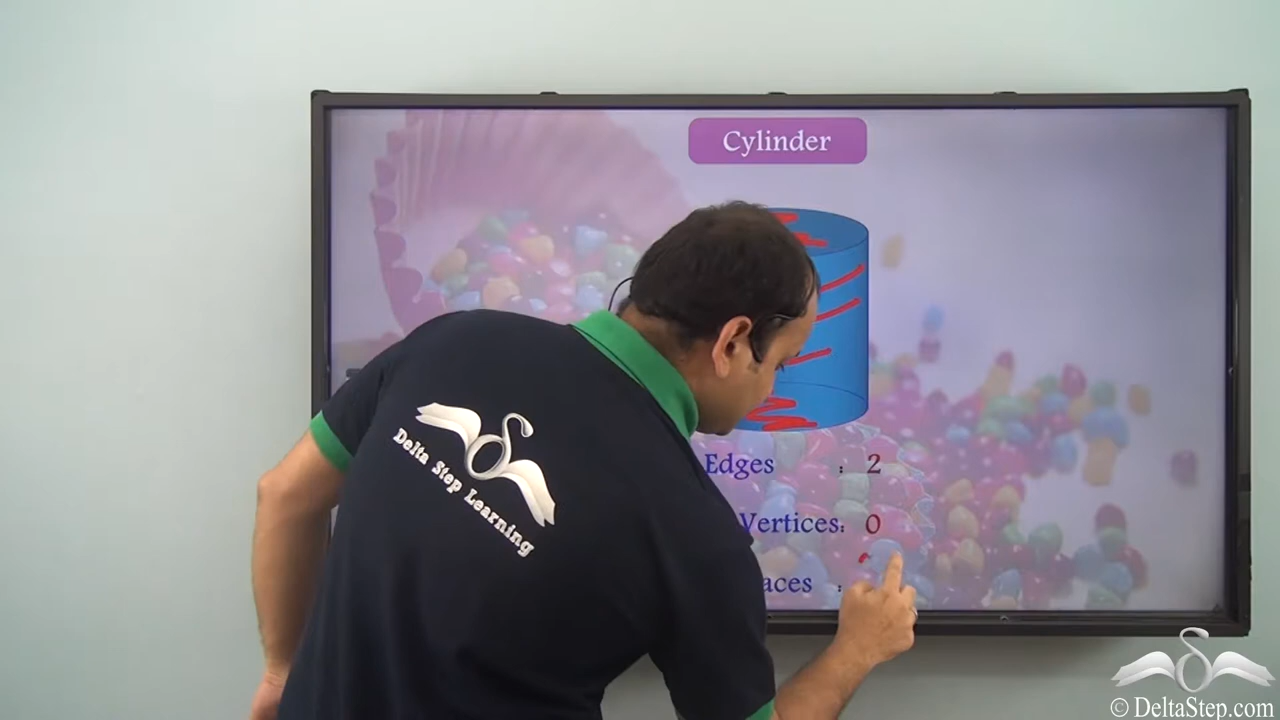 Cylinder
Edges : 2
Vertices: 0
aces :
Delta Step Learning
© DeltaStep.com